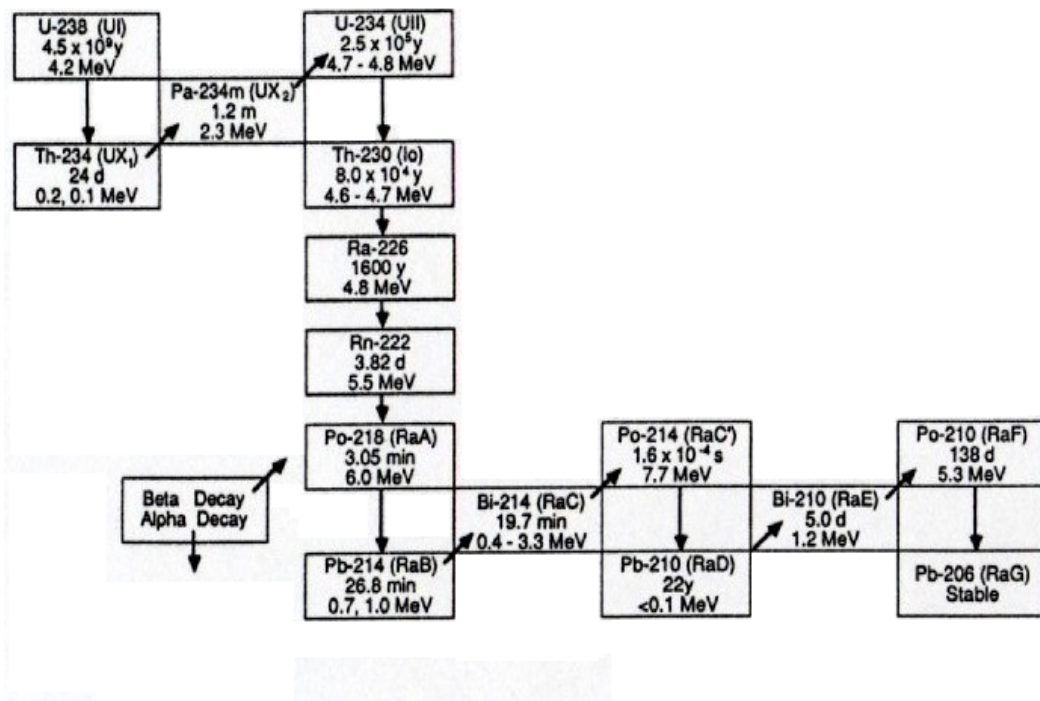 U-238 (UI)
4.5 x 10⁹y
4.2 MeV
Pa-234m (UX₂)
1.2 m
2.3 MeV
U-234 (UII)
2.5 x 10⁵y
4.7 - 4.8 MeV
Th-234 (UX₁)
24 d
0.2, 0.1 MeV
Th-230 (Io)
8.0 x 10⁴y
4.6 - 4.7 MeV
Ra-226
1600 y
4.8 MeV
Rn-222
3.82 d
5.5 MeV
Po-218 (RaA)
3.05 min
6.0 MeV
Beta Decay
Alpha Decay
Bi-214 (RaC)
19.7 min
0.4 - 3.3 MeV
Pb-214 (RaB)
26.8 min
0.7, 1.0 MeV
Po-214 (RaC')
1.6 x 10⁻⁴ s
7.7 MeV
Pb-210 (RaD)
22y
<0.1 MeV
Bi-210 (RaE)
5.0 d
1.2 MeV
Po-210 (RaF)
138 d
5.3 MeV
Pb-206 (RaG)
Stable